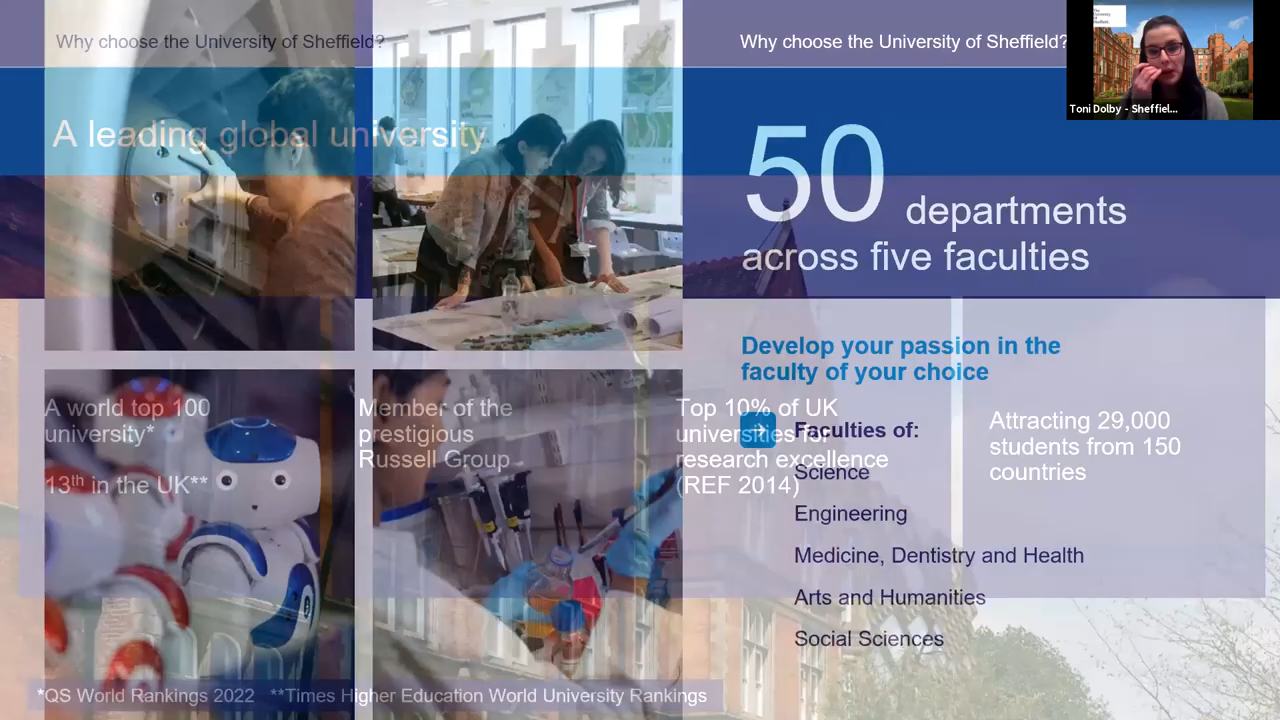 Why choose the University of Sheffield?
A leading global university
A world top 100
university*
13th in the UK**
Member of the
prestigious
Russell Group
Top 10% of UK
universities for
research excellence
(REF 2014)
Attracting 29,000
students from 150
countries
*QS World Rankings 2022 **Times Higher Education World University Rankings
Why choose the University of Sheffield?
50 departments
across five faculties
Develop your passion in the
faculty of your choice
Faculties of:
Science
Engineering
Medicine, Dentistry and Health
Arts and Humanities
Social Sciences
The
University
Of
Sheffield.
Toni Dolby - Sheffiel...